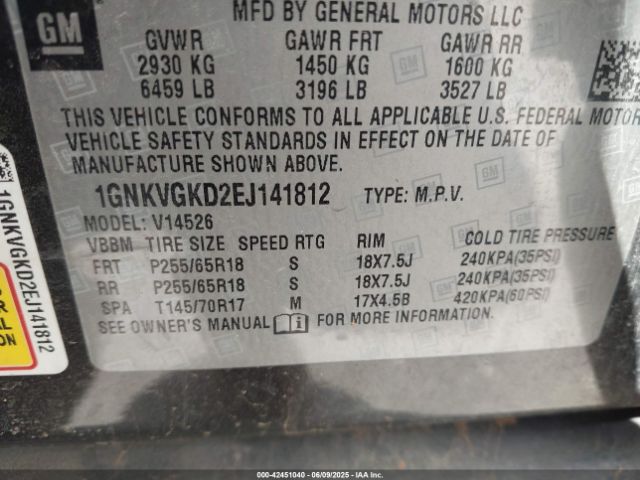 GM
MFD BY GENERAL MOTORS LLC
GVWR GAWR FRT GAWR RR
2930 KG 1450 KG 1600 KG
6459 LB 3196 LB 3527 LB
THIS VEHICLE CONFORMS TO ALL APPLICABLE U.S. FEDERAL MOTOR
VEHICLE SAFETY STANDARDS IN EFFECT ON THE DATE OF
MANUFACTURE SHOWN ABOVE.
1GNKVGKD2EJ141812 TYPE: M.P.V.
MODEL: V14526
VBBM TIRE SIZE SPEED RTG RIM COLD TIRE PRESSURE
FRT P255/65R18 S 18X7.5J 240KPA(35PSI)
RR P255/65R18 S 18X7.5J 240KPA(35PSI)
SPA T145/70R17 M 17X4.5B 420KPA(60PSI)
SEE OWNER'S MANUAL FOR MORE INFORMATION.
1GNKVGKD2EJ141812
000-42451040 - 06/09/2025 - IAAI.COM